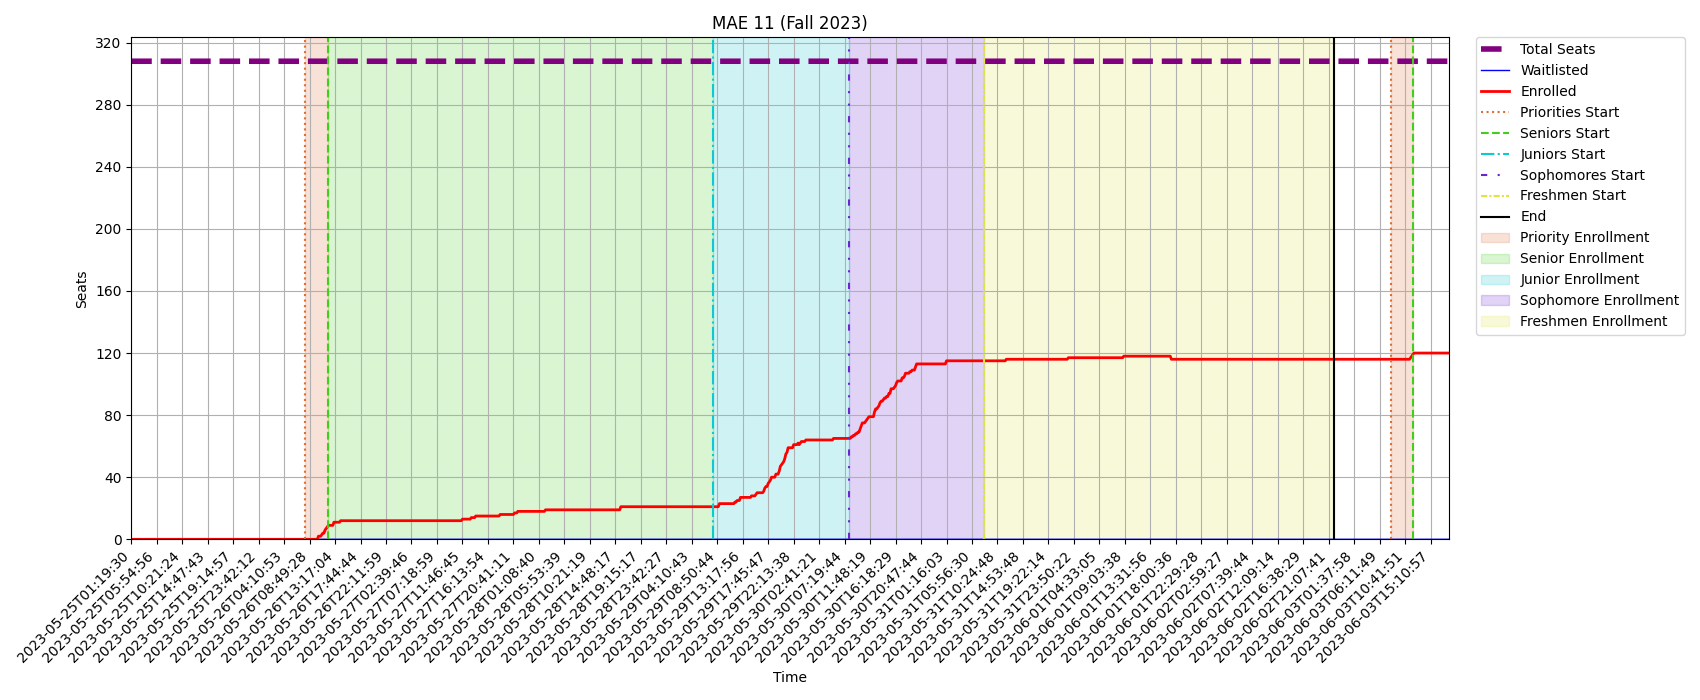 MAE 11 (Fall 2023)
320
280
240
200
160
120
80
40
0
Seats
2023-05-25T01:19:30
2023-05-25T05:54:56
2023-05-25T10:21:24
2023-05-25T14:47:43
2023-05-25T19:14:57
2023-05-25T23:42:12
2023-05-26T04:10:53
2023-05-26T08:49:28
2023-05-26T13:17:04
2023-05-26T17:44:44
2023-05-26T22:11:59
2023-05-27T02:39:46
2023-05-27T07:18:59
2023-05-27T11:46:45
2023-05-27T16:13:54
2023-05-27T20:41:11
2023-05-28T01:08:40
2023-05-28T05:53:39
2023-05-28T10:21:19
2023-05-28T14:48:17
2023-05-28T19:15:17
2023-05-28T23:42:27
2023-05-29T04:10:43
2023-05-29T08:50:44
2023-05-29T13:17:56
2023-05-29T17:45:47
2023-05-29T22:13:38
2023-05-30T02:41:21
2023-05-30T07:19:44
2023-05-30T11:48:19
2023-05-30T16:18:29
2023-05-30T20:47:44
2023-05-31T01:16:03
2023-05-31T05:56:30
2023-05-31T10:24:48
2023-05-31T14:53:48
2023-05-31T19:22:14
2023-05-31T23:50:22
2023-06-01T04:33:05
2023-06-01T09:03:38
2023-06-01T13:31:56
2023-06-01T18:00:36
2023-06-01T22:29:28
2023-06-02T02:59:27
2023-06-02T07:39:44
2023-06-02T12:09:14
2023-06-02T16:38:29
2023-06-02T21:07:41
2023-06-03T01:37:58
2023-06-03T06:11:49
2023-06-03T10:41:51
2023-06-03T15:10:57
Time
Total Seats
Waitlisted
Enrolled
Priorities Start
Seniors Start
Juniors Start
Sophomores Start
Freshmen Start
End
Priority Enrollment
Senior Enrollment
Junior Enrollment
Sophomore Enrollment
Freshmen Enrollment